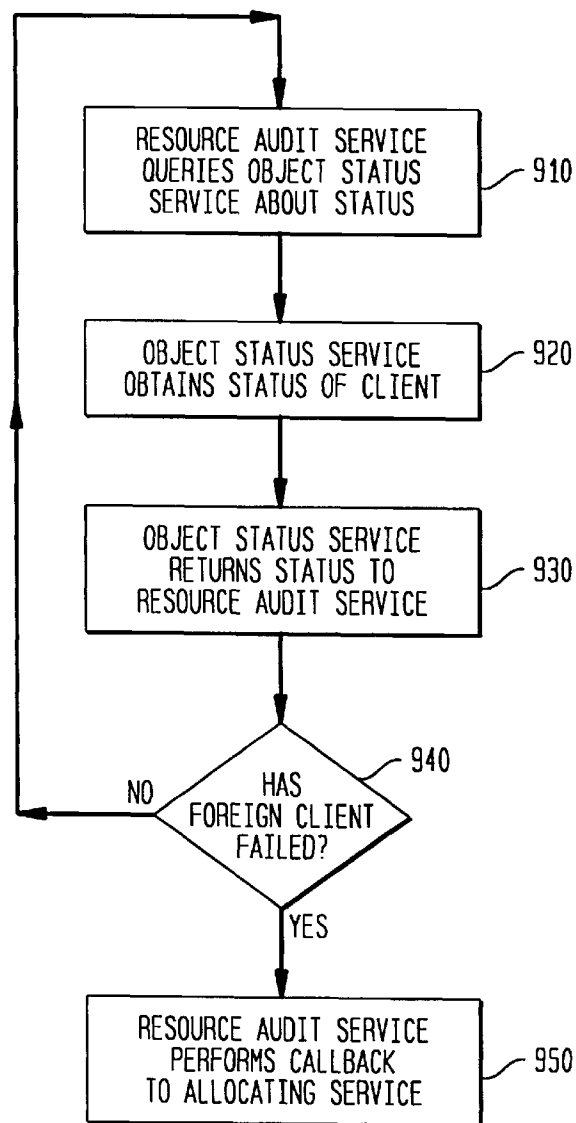 RESOURCE AUDIT SERVICE
QUERIES OBJECT STATUS
SERVICE ABOUT STATUS
910
OBJECT STATUS SERVICE
OBTAINS STATUS OF CLIENT
920
OBJECT STATUS SERVICE
RETURNS STATUS TO
RESOURCE AUDIT SERVICE
930
940
HAS
FOREIGN CLIENT
FAILED?
NO
YES
RESOURCE AUDIT SERVICE
PERFORMS CALLBACK
TO ALLOCATING SERVICE
950